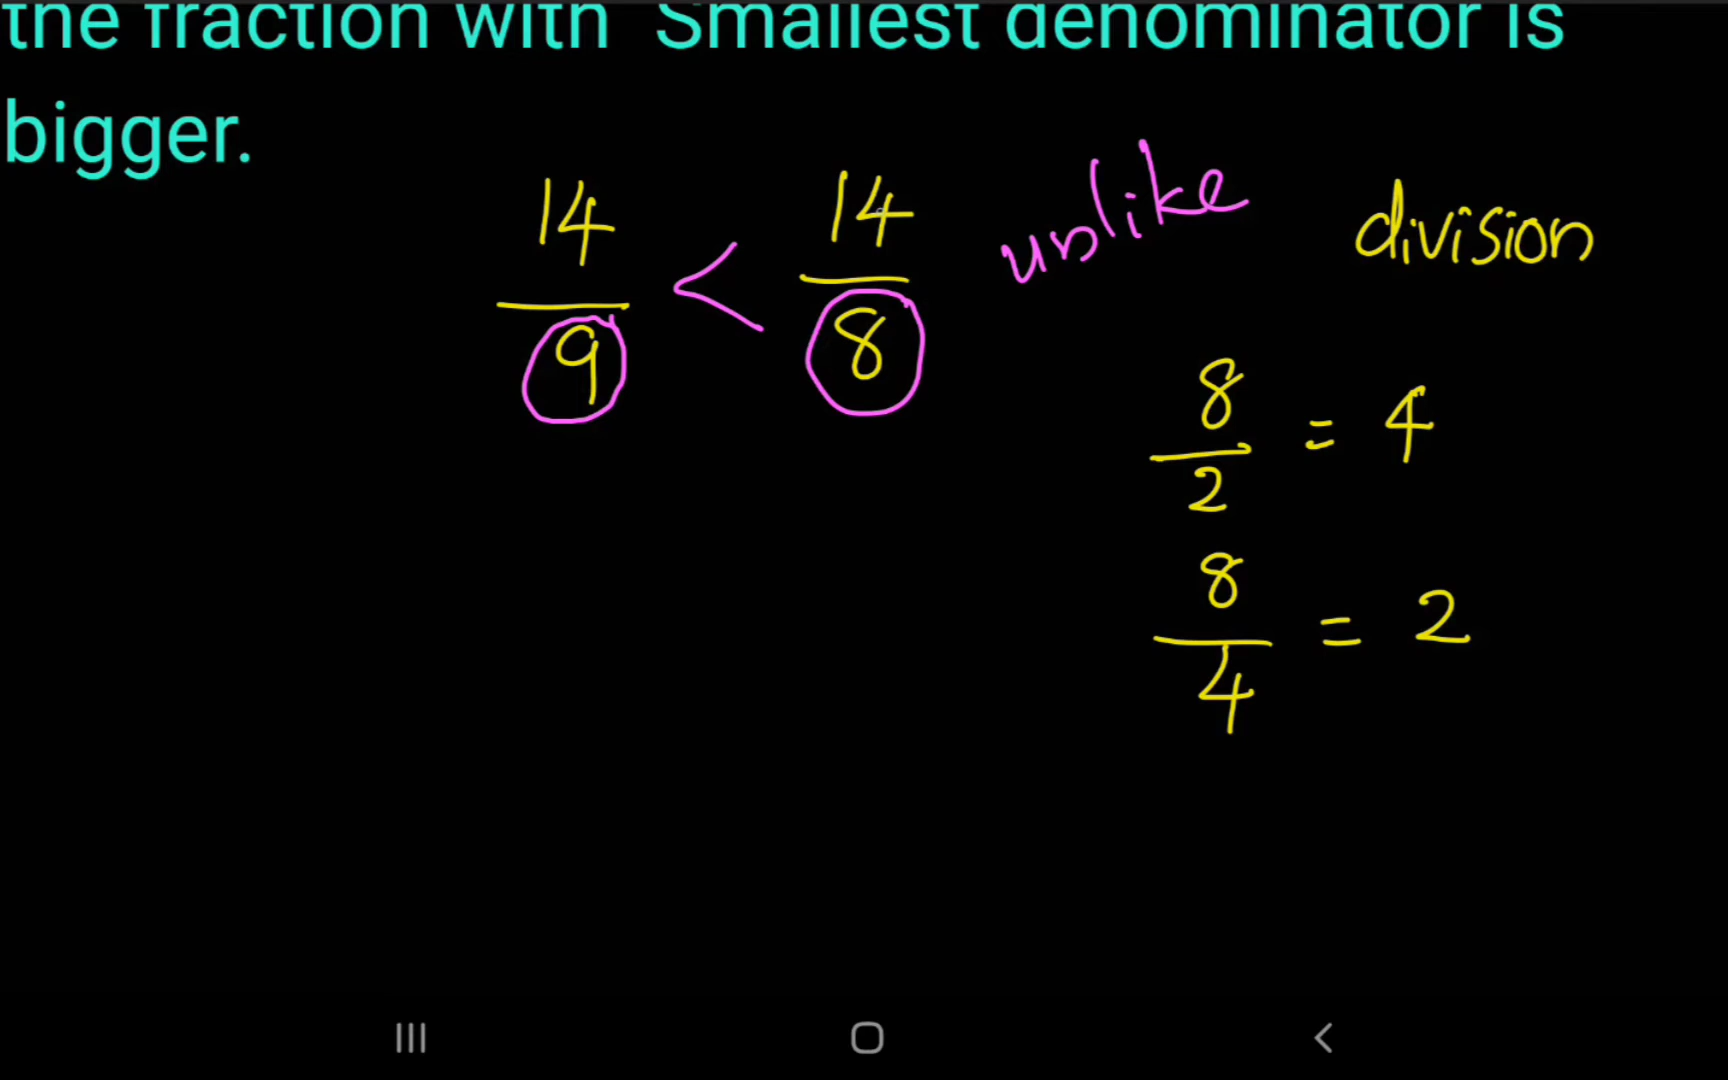 the fraction with Smallest denominator is
bigger.
14/9 < 14/8 unlike division
8/2 = 4
8/4 = 2